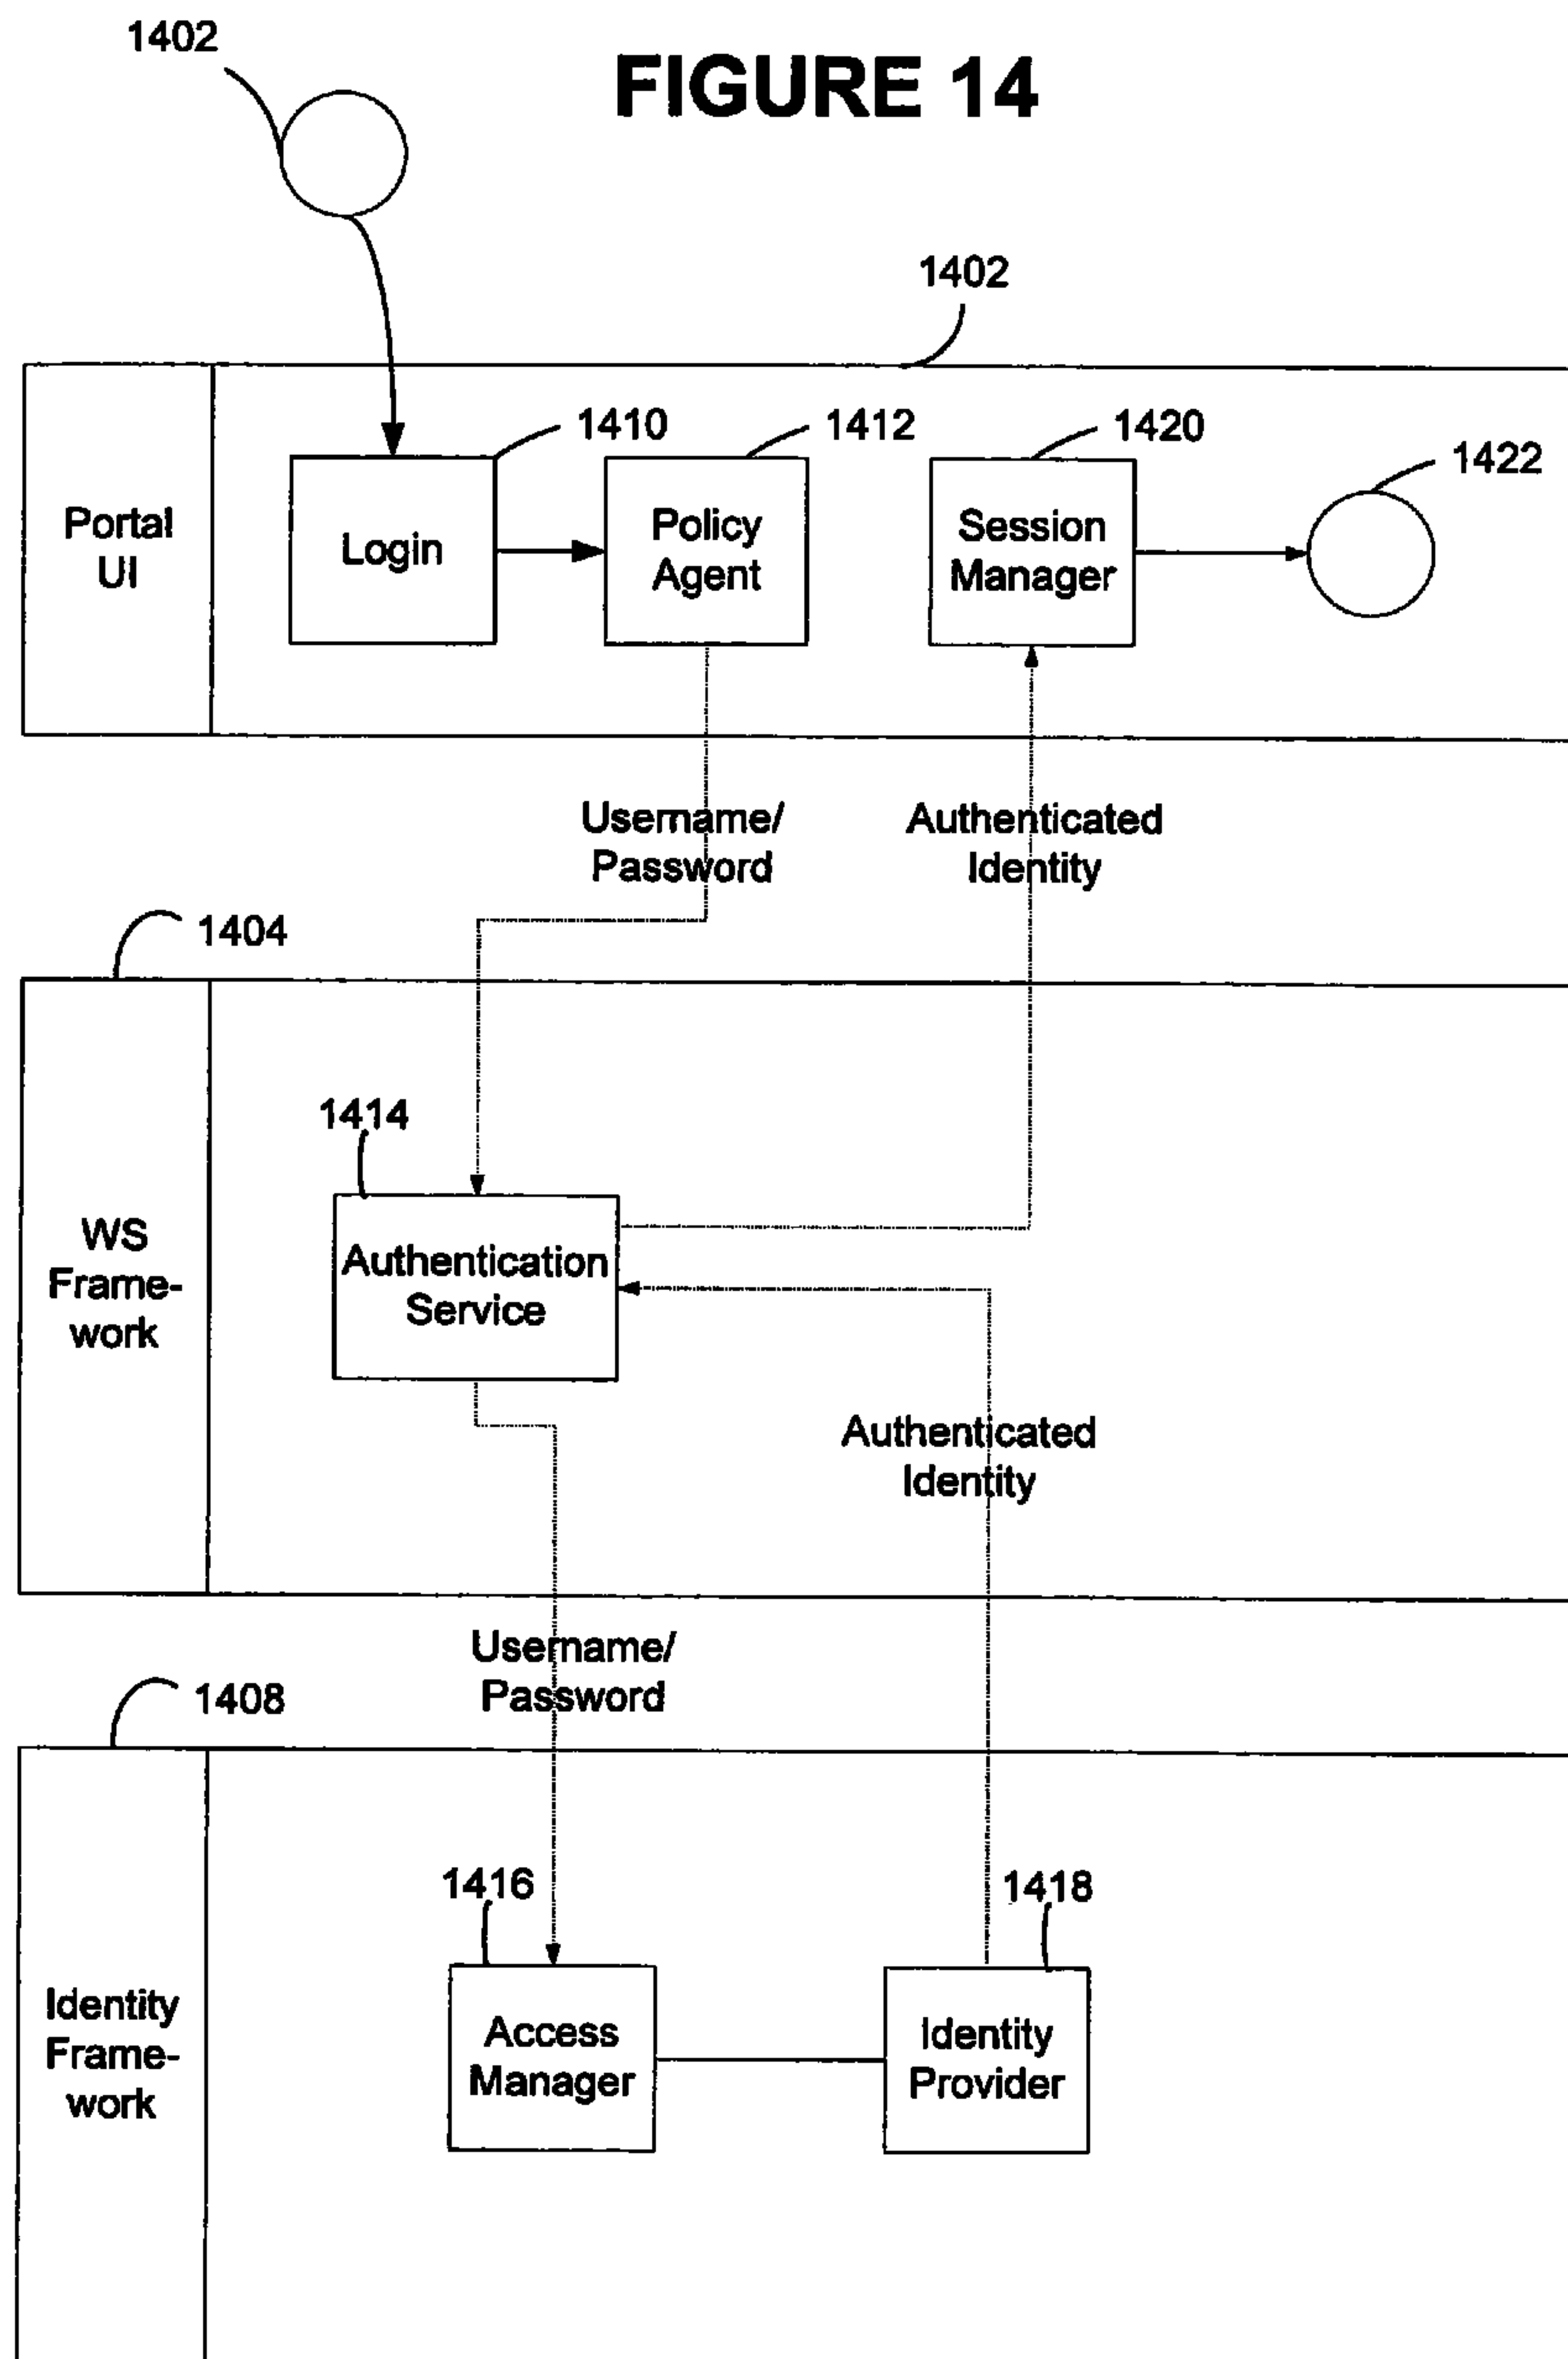 1402
FIGURE 14
1402
1410
1412
1420
1422
Portal
UI
Login
Policy
Agent
Session
Manager
Username/
Password
Authenticated
Identity
1404
1414
WS
Frame-
work
Authentication
Service
Authenticated
Identity
Username/
Password
1408
1416
1418
Identity
Frame-
work
Access
Manager
Identity
Provider